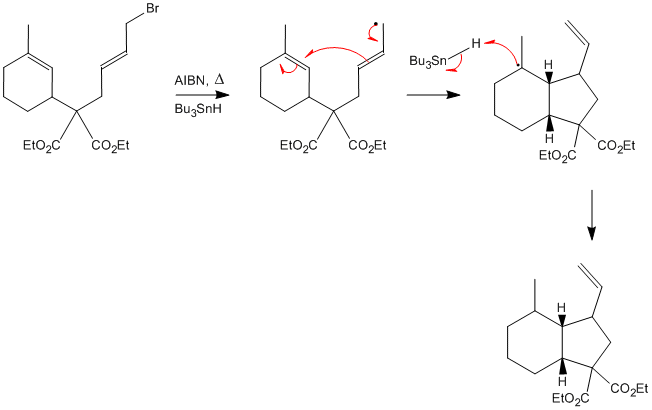 Br
AIBN, Δ
Bu₃SnH
EtO₂C
CO₂Et
EtO₂C
CO₂Et
Bu₃Sn
H
H
H
EtO₂C
CO₂Et
H
H
EtO₂C
CO₂Et